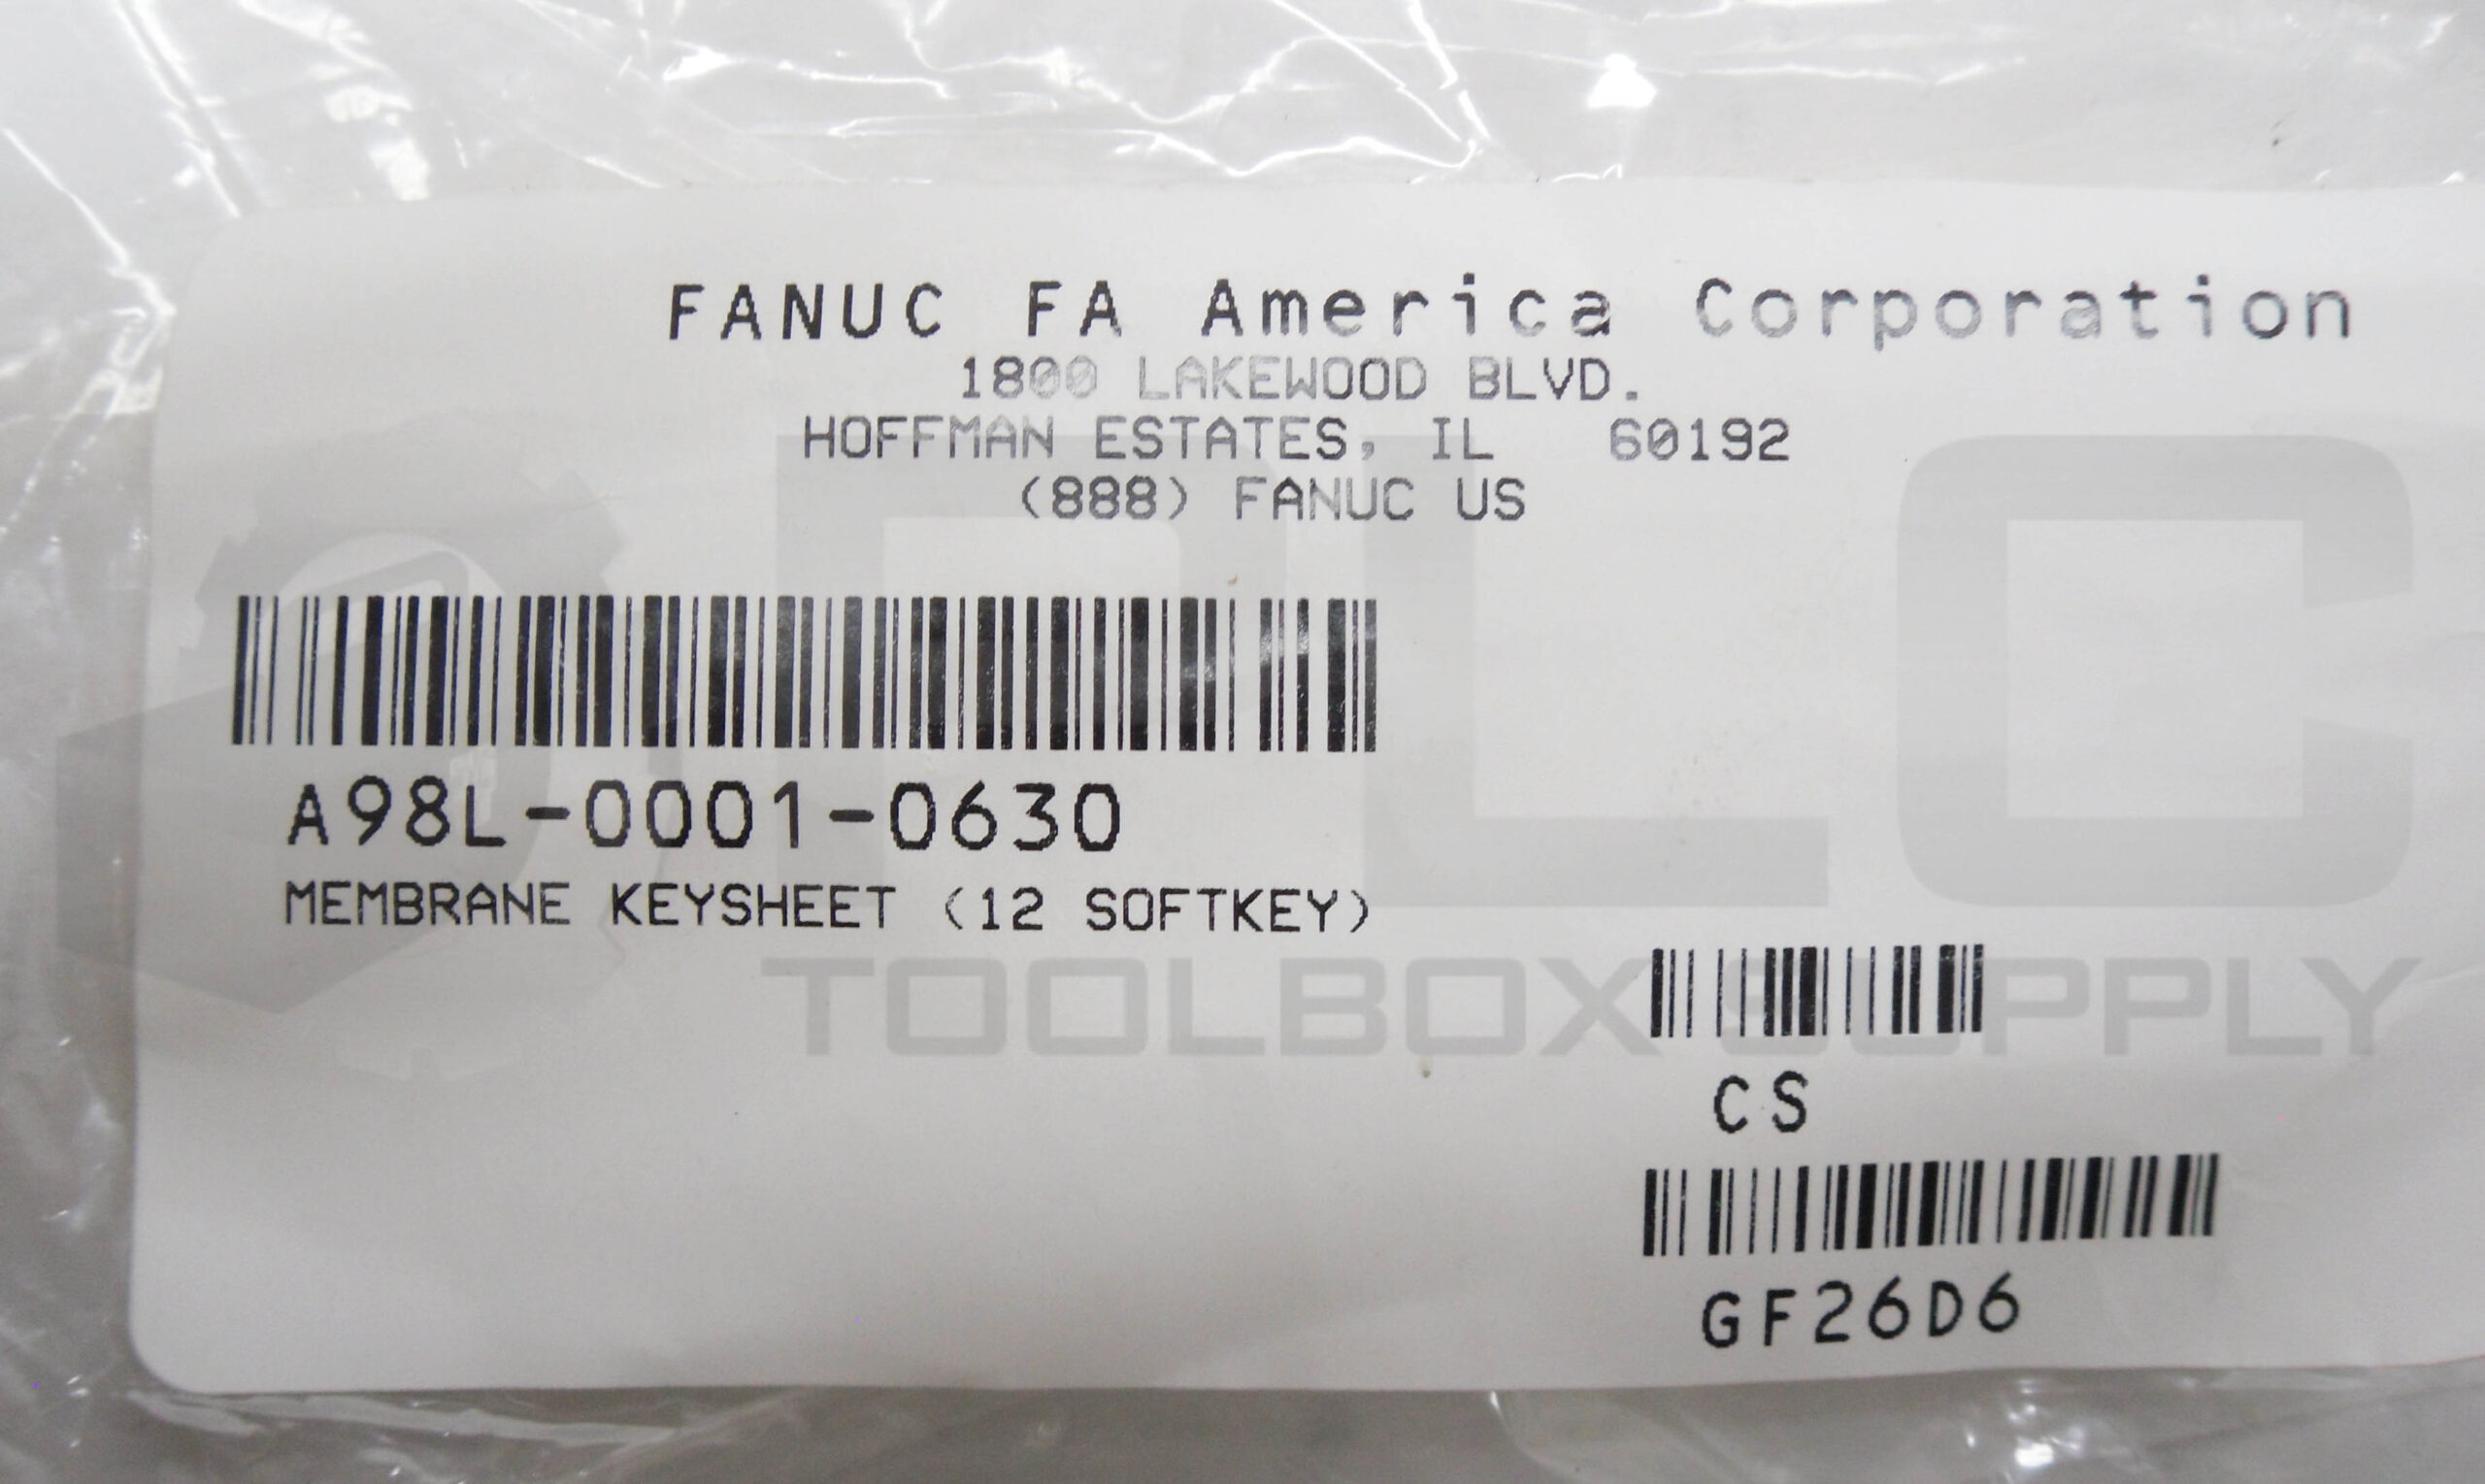 FANUC FA America Corporation
1800 LAKEWOOD BLVD.
HOFFMAN ESTATES, IL 60192
(888) FANUC US
A98L-0001-0630
MEMBRANE KEYSHEET (12 SOFTKEY)
PLC
TOOLBOX SUPPLY
CS
GF26D6